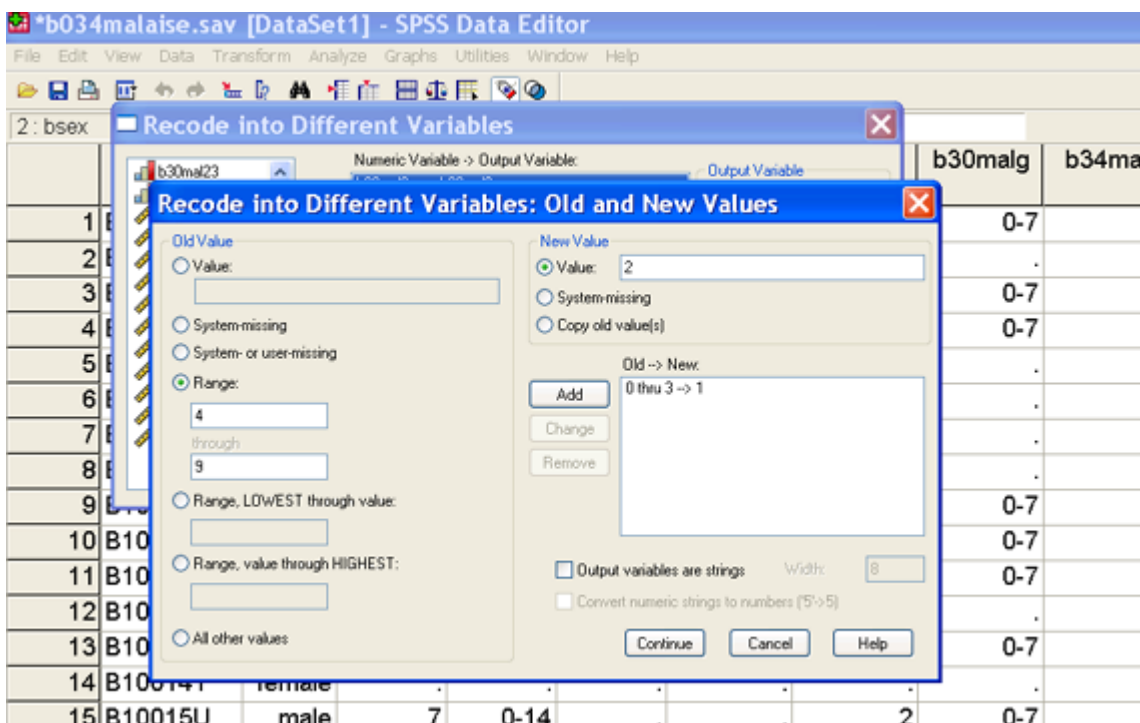 *b034malaise.sav [DataSet1] - SPSS Data Editor
File Edit View Data Transform Analyze Graphs Utilities Window Help
2 : bsex
Recode into Different Variables
b30malg
b30mal23
Numeric Variable -> Output Variable:
Output Variable
Recode into Different Variables: Old and New Values
Old Value
Value:
System-missing
System- or user-missing
Range:
4
through
9
Range, LOWEST through value:
Range, value through HIGHEST:
All other values
New Value
Value: 2
System-missing
Copy old value(s)
Old --> New:
Add
Change
Remove
0 thru 3 --> 1
Output variables are strings Width: 8
Convert numeric strings to numbers ('5'->5)
Continue Cancel Help
1 0-7
2 .
3 0-7
4 0-7
5 .
6 .
7 .
8 .
9 0-7
10 B10 0-7
11 B10 0-7
12 B10 .
13 B10 0-7
14 B100141 female . . . . . .
15 B10015U male 7 0-14 . . 2 0-7